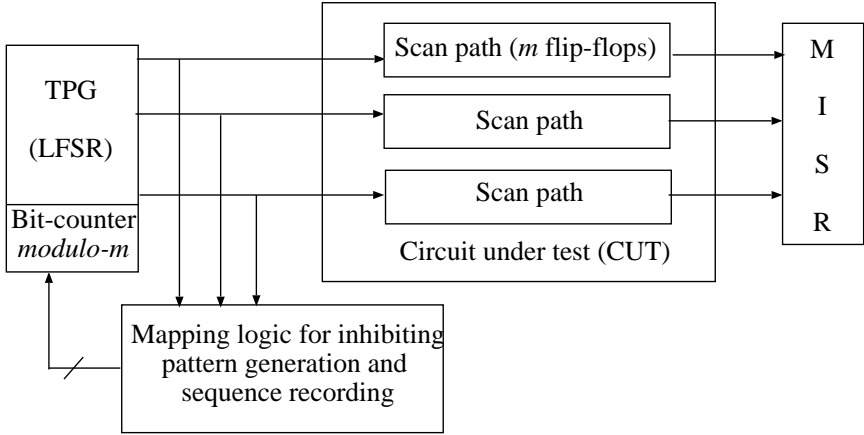 TPG
(LFSR)
Bit-counter
modulo-m
Scan path (m flip-flops)
Scan path
Scan path
Circuit under test (CUT)
M
I
S
R
Mapping logic for inhibiting
pattern generation and
sequence recording